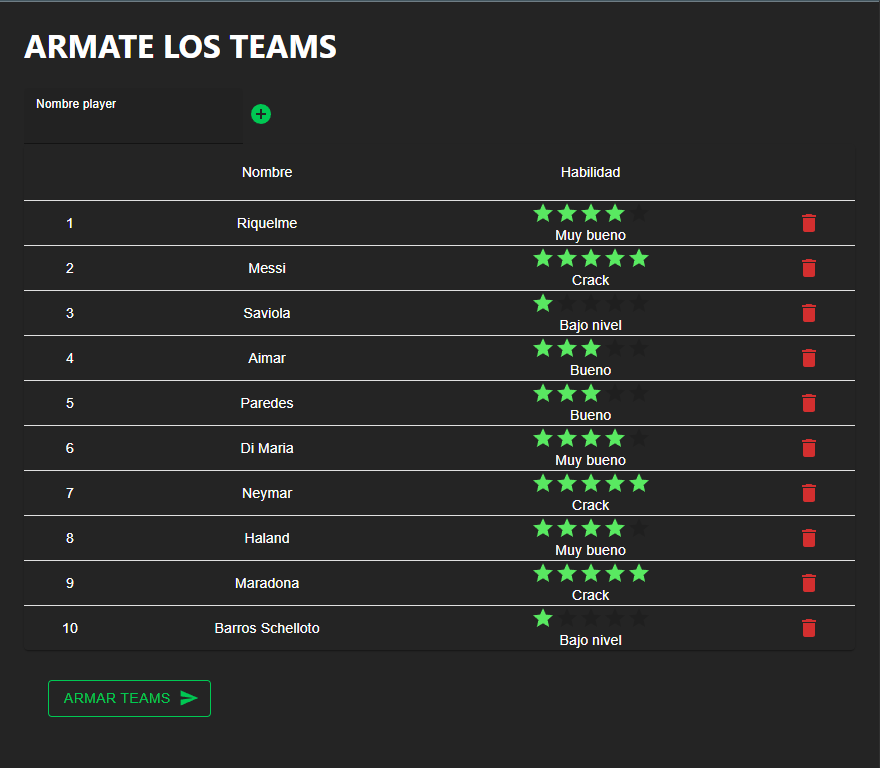 ARMATE LOS TEAMS
Nombre player
Nombre Habilidad
1 Riquelme Muy bueno
2 Messi Crack
3 Saviola Bajo nivel
4 Aimar Bueno
5 Paredes Bueno
6 Di Maria Muy bueno
7 Neymar Crack
8 Haland Muy bueno
9 Maradona Crack
10 Barros Schelloto Bajo nivel
ARMAR TEAMS